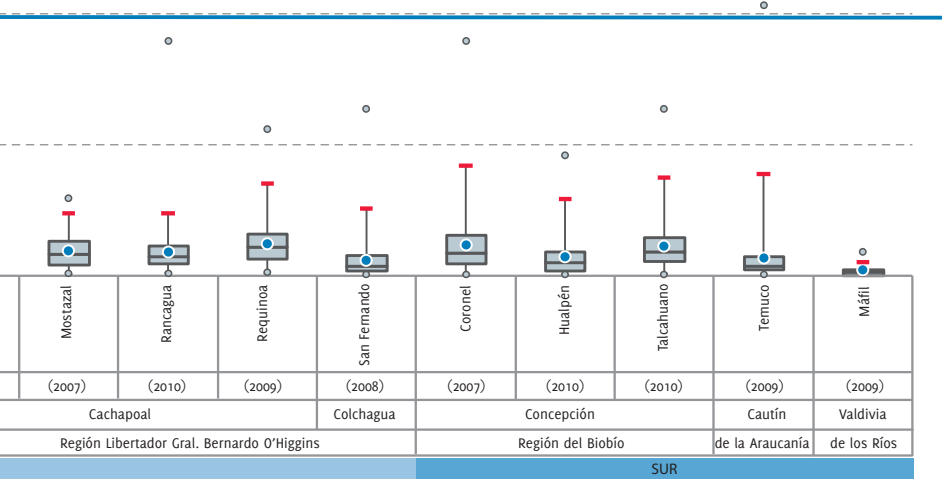 Mostazal
Rancagua
Requinoa
San Fernando
Coronel
Hualpén
Talcahuano
Temuco
Máfil
(2007) (2010) (2009) (2008) (2007) (2010) (2010) (2009) (2009)
Cachapoal Colchagua Concepción Cautín Valdivia
Región Libertador Gral. Bernardo O'Higgins Región del Biobío de la Araucanía de los Ríos
SUR